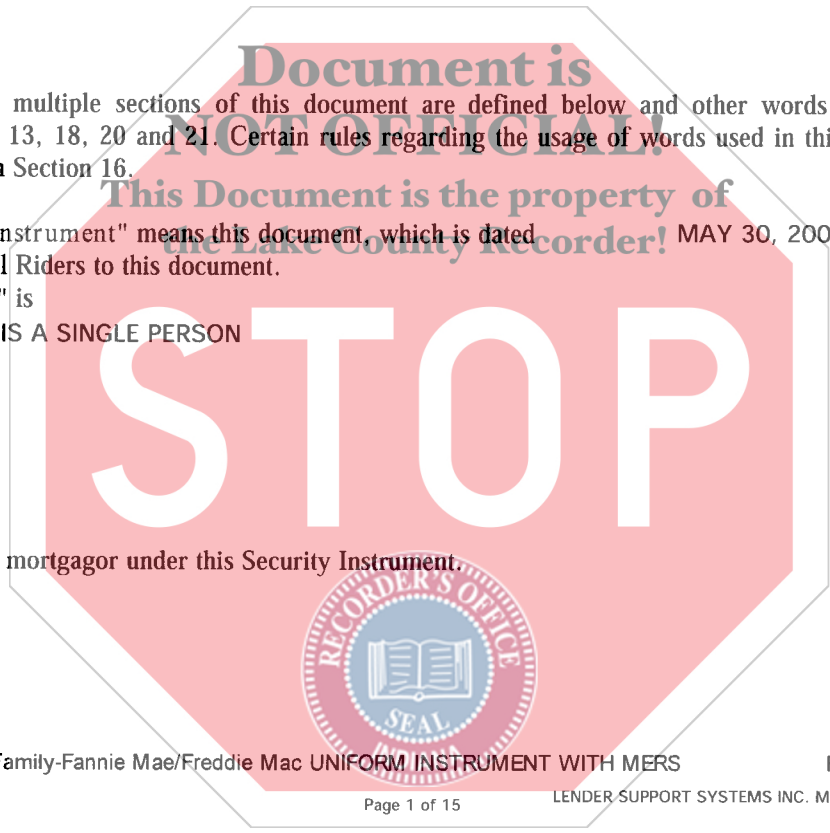 Document is
multiple sections of this document are defined below and other words
13, 18, 20 and 21. Certain rules regarding the usage of words used in thi
NOT OFFICIAL!
Section 16.
This Document is the property of
nstrument" means this document, which is dated MAY 30, 200
the Lake County Recorder!
l Riders to this document.
" is
IS A SINGLE PERSON
STOP
mortgagor under this Security Instrument.
RECORDER'S OFFICE
SEAL
INDIANA
Family-Fannie Mae/Freddie Mac UNIFORM INSTRUMENT WITH MERS
Page 1 of 15
LENDER SUPPORT SYSTEMS INC. M